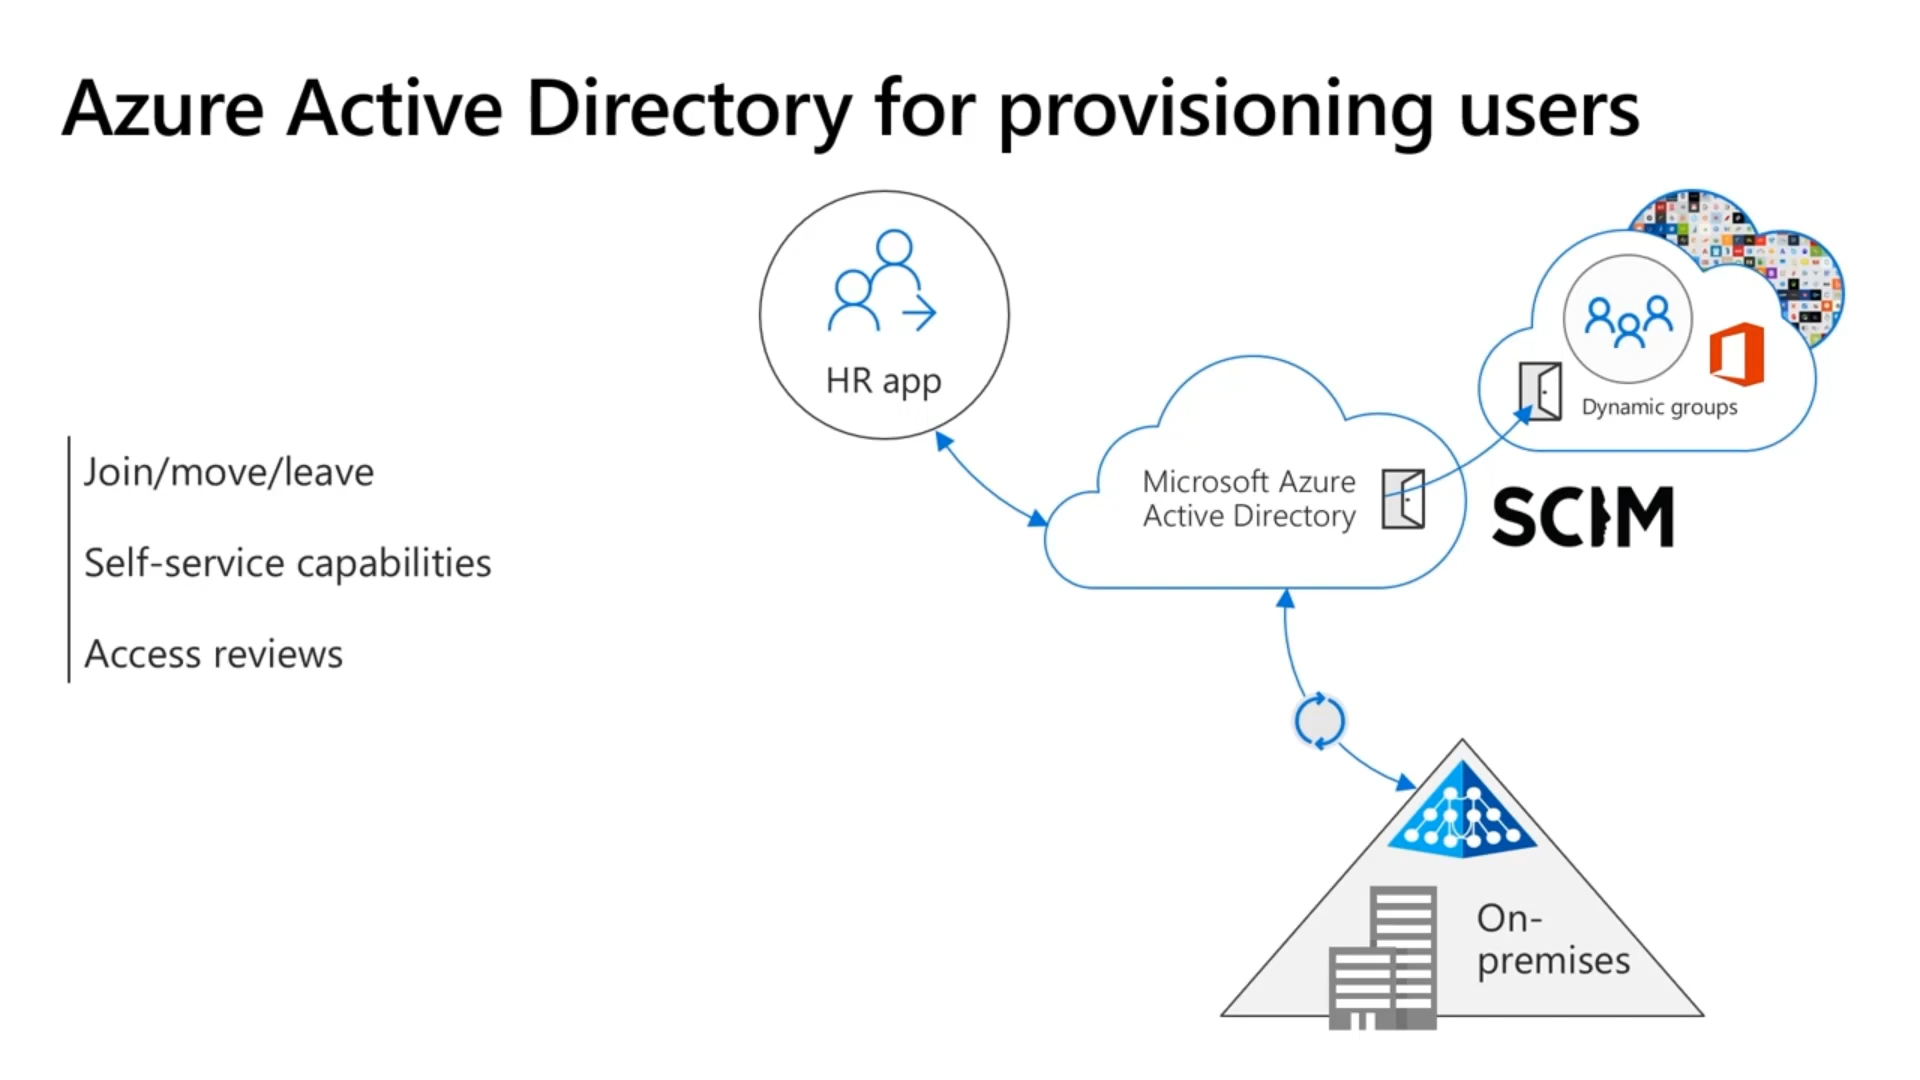 Azure Active Directory for provisioning users
HR app
Dynamic groups
Microsoft Azure
Active Directory
SCIM
Join/move/leave
Self-service capabilities
Access reviews
On-
premises